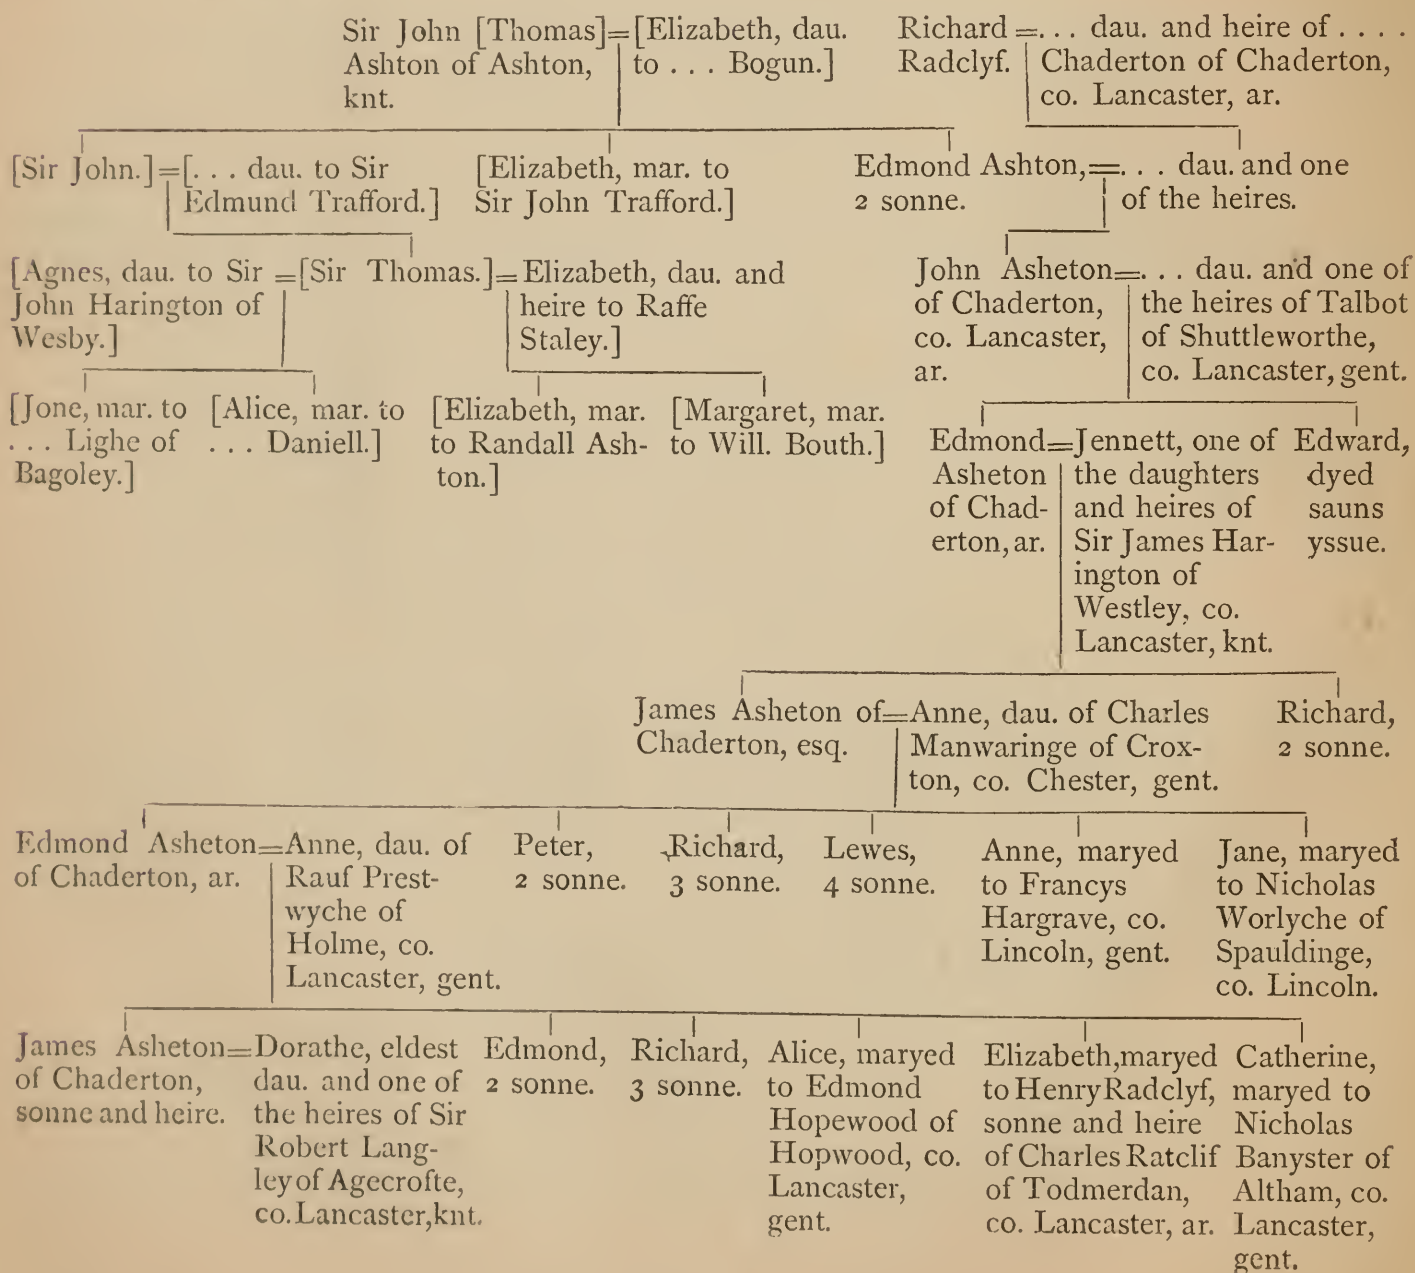 Sir John [Thomas]=[Elizabeth, dau.
Ashton of Ashton,
knt.
to . . . Bogun.]
Richard =. . . dau. and heire of . . . .
Radclyf.
Chaderton of Chaderton,
co. Lancaster, ar.
[Sir John.]=[. . . dau. to Sir
Edmund Trafford.]
[Elizabeth, mar. to
Sir John Trafford.]
Edmond Ashton,=. . . dau. and one
2 sonne.
of the heires.
[Agnes, dau. to Sir =[Sir Thomas.]=Elizabeth, dau. and
John Harington of
Wesby.]
heire to Raffe
Staley.]
John Asheton=. . . dau. and one of
of Chaderton,
co. Lancaster,
ar.
the heires of Talbot
of Shuttleworthe,
co. Lancaster, gent.
[Jone, mar. to
. . . Lighe of
Bagoley.]
[Alice, mar. to
. . . Daniell.]
[Elizabeth, mar.
to Randall Ash-
ton.]
[Margaret, mar.
to Will. Bouth.]
Edmond=Jennett, one of
Asheton
of Chad-
erton, ar.
the daughters
and heires of
Sir James Har-
ington of
Westley, co.
Lancaster, knt.
Edward,
dyed
sauns
yssue.
James Asheton of=Anne, dau. of Charles
Chaderton, esq.
Manwaringe of Crox-
ton, co. Chester, gent.
Richard,
2 sonne.
Edmond Asheton=Anne, dau. of
of Chaderton, ar.
Rauf Prest-
wyche of
Holme, co.
Lancaster, gent.
Peter,
2 sonne.
Richard,
3 sonne.
Lewes,
4 sonne.
Anne, maryed
to Francys
Hargrave, co.
Lincoln, gent.
Jane, maryed
to Nicholas
Worlyche of
Spauldinge,
co. Lincoln.
James Asheton=Dorathe, eldest
of Chaderton,
sonne and heire.
dau. and one of
the heires of Sir
Robert Lang-
ley of Agecrofte,
co. Lancaster, knt.
Edmond,
2 sonne.
Richard,
3 sonne.
Alice, maryed
to Edmond
Hopewood of
Hopwood, co.
Lancaster,
gent.
Elizabeth, maryed
to Henry Radclyf,
sonne and heire
of Charles Ratclif
of Todmerdan,
co. Lancaster, ar.
Catherine,
maryed to
Nicholas
Banyster of
Altham, co.
Lancaster,
gent.